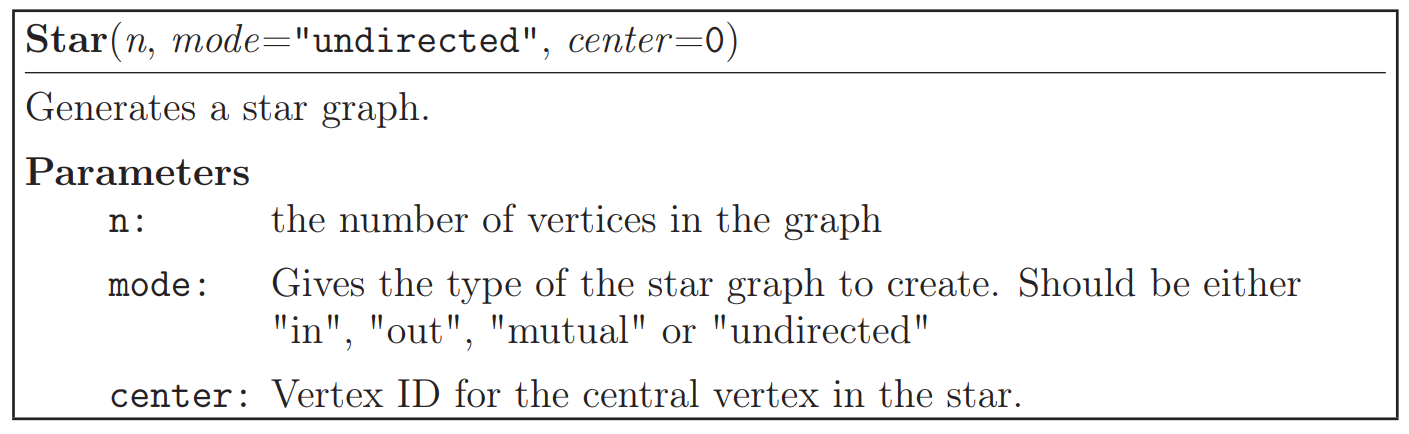 Star(n, mode="undirected", center=0)
Generates a star graph.
Parameters
n: the number of vertices in the graph
mode: Gives the type of the star graph to create. Should be either
"in", "out", "mutual" or "undirected"
center: Vertex ID for the central vertex in the star.